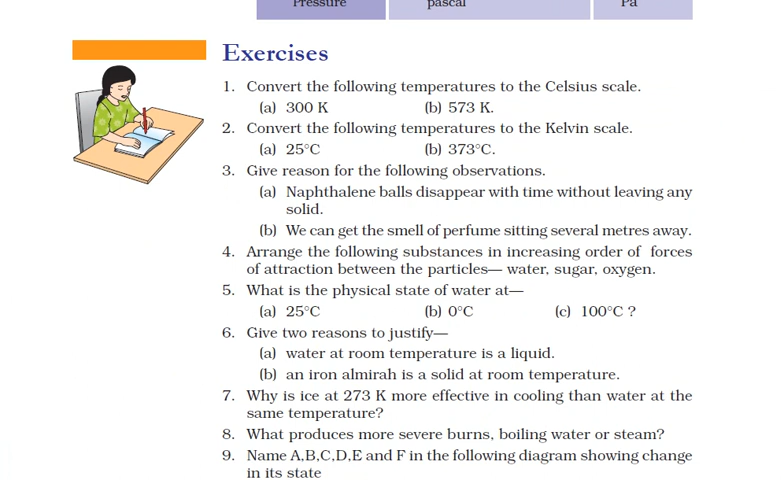 Pressure pascal Pa
Exercises
1. Convert the following temperatures to the Celsius scale.
(a) 300 K (b) 573 K.
2. Convert the following temperatures to the Kelvin scale.
(a) 25°C (b) 373°C.
3. Give reason for the following observations.
(a) Naphthalene balls disappear with time without leaving any
solid.
(b) We can get the smell of perfume sitting several metres away.
4. Arrange the following substances in increasing order of forces
of attraction between the particles— water, sugar, oxygen.
5. What is the physical state of water at—
(a) 25°C (b) 0°C (c) 100°C ?
6. Give two reasons to justify—
(a) water at room temperature is a liquid.
(b) an iron almirah is a solid at room temperature.
7. Why is ice at 273 K more effective in cooling than water at the
same temperature?
8. What produces more severe burns, boiling water or steam?
9. Name A,B,C,D,E and F in the following diagram showing change
in its state